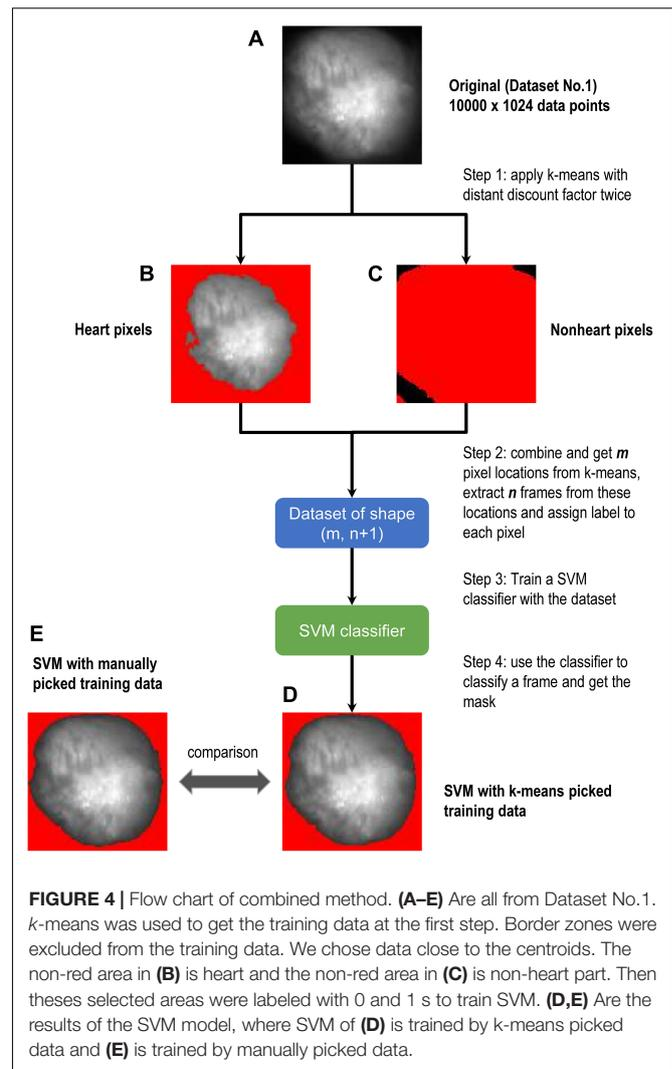 A
Original (Dataset No.1)
10000 x 1024 data points
Step 1: apply k-means with
distant discount factor twice
B
C
Heart pixels
Nonheart pixels
Step 2: combine and get m
pixel locations from k-means,
extract n frames from these
locations and assign label to
each pixel
Dataset of shape
(m, n+1)
Step 3: Train a SVM
classifier with the dataset
SVM classifier
E
SVM with manually
picked training data
Step 4: use the classifier to
classify a frame and get the
mask
D
comparison
SVM with k-means picked
training data
FIGURE 4 | Flow chart of combined method. (A–E) Are all from Dataset No.1.
k-means was used to get the training data at the first step. Border zones were
excluded from the training data. We chose data close to the centroids. The
non-red area in (B) is heart and the non-red area in (C) is non-heart part. Then
theses selected areas were labeled with 0 and 1 s to train SVM. (D,E) Are the
results of the SVM model, where SVM of (D) is trained by k-means picked
data and (E) is trained by manually picked data.